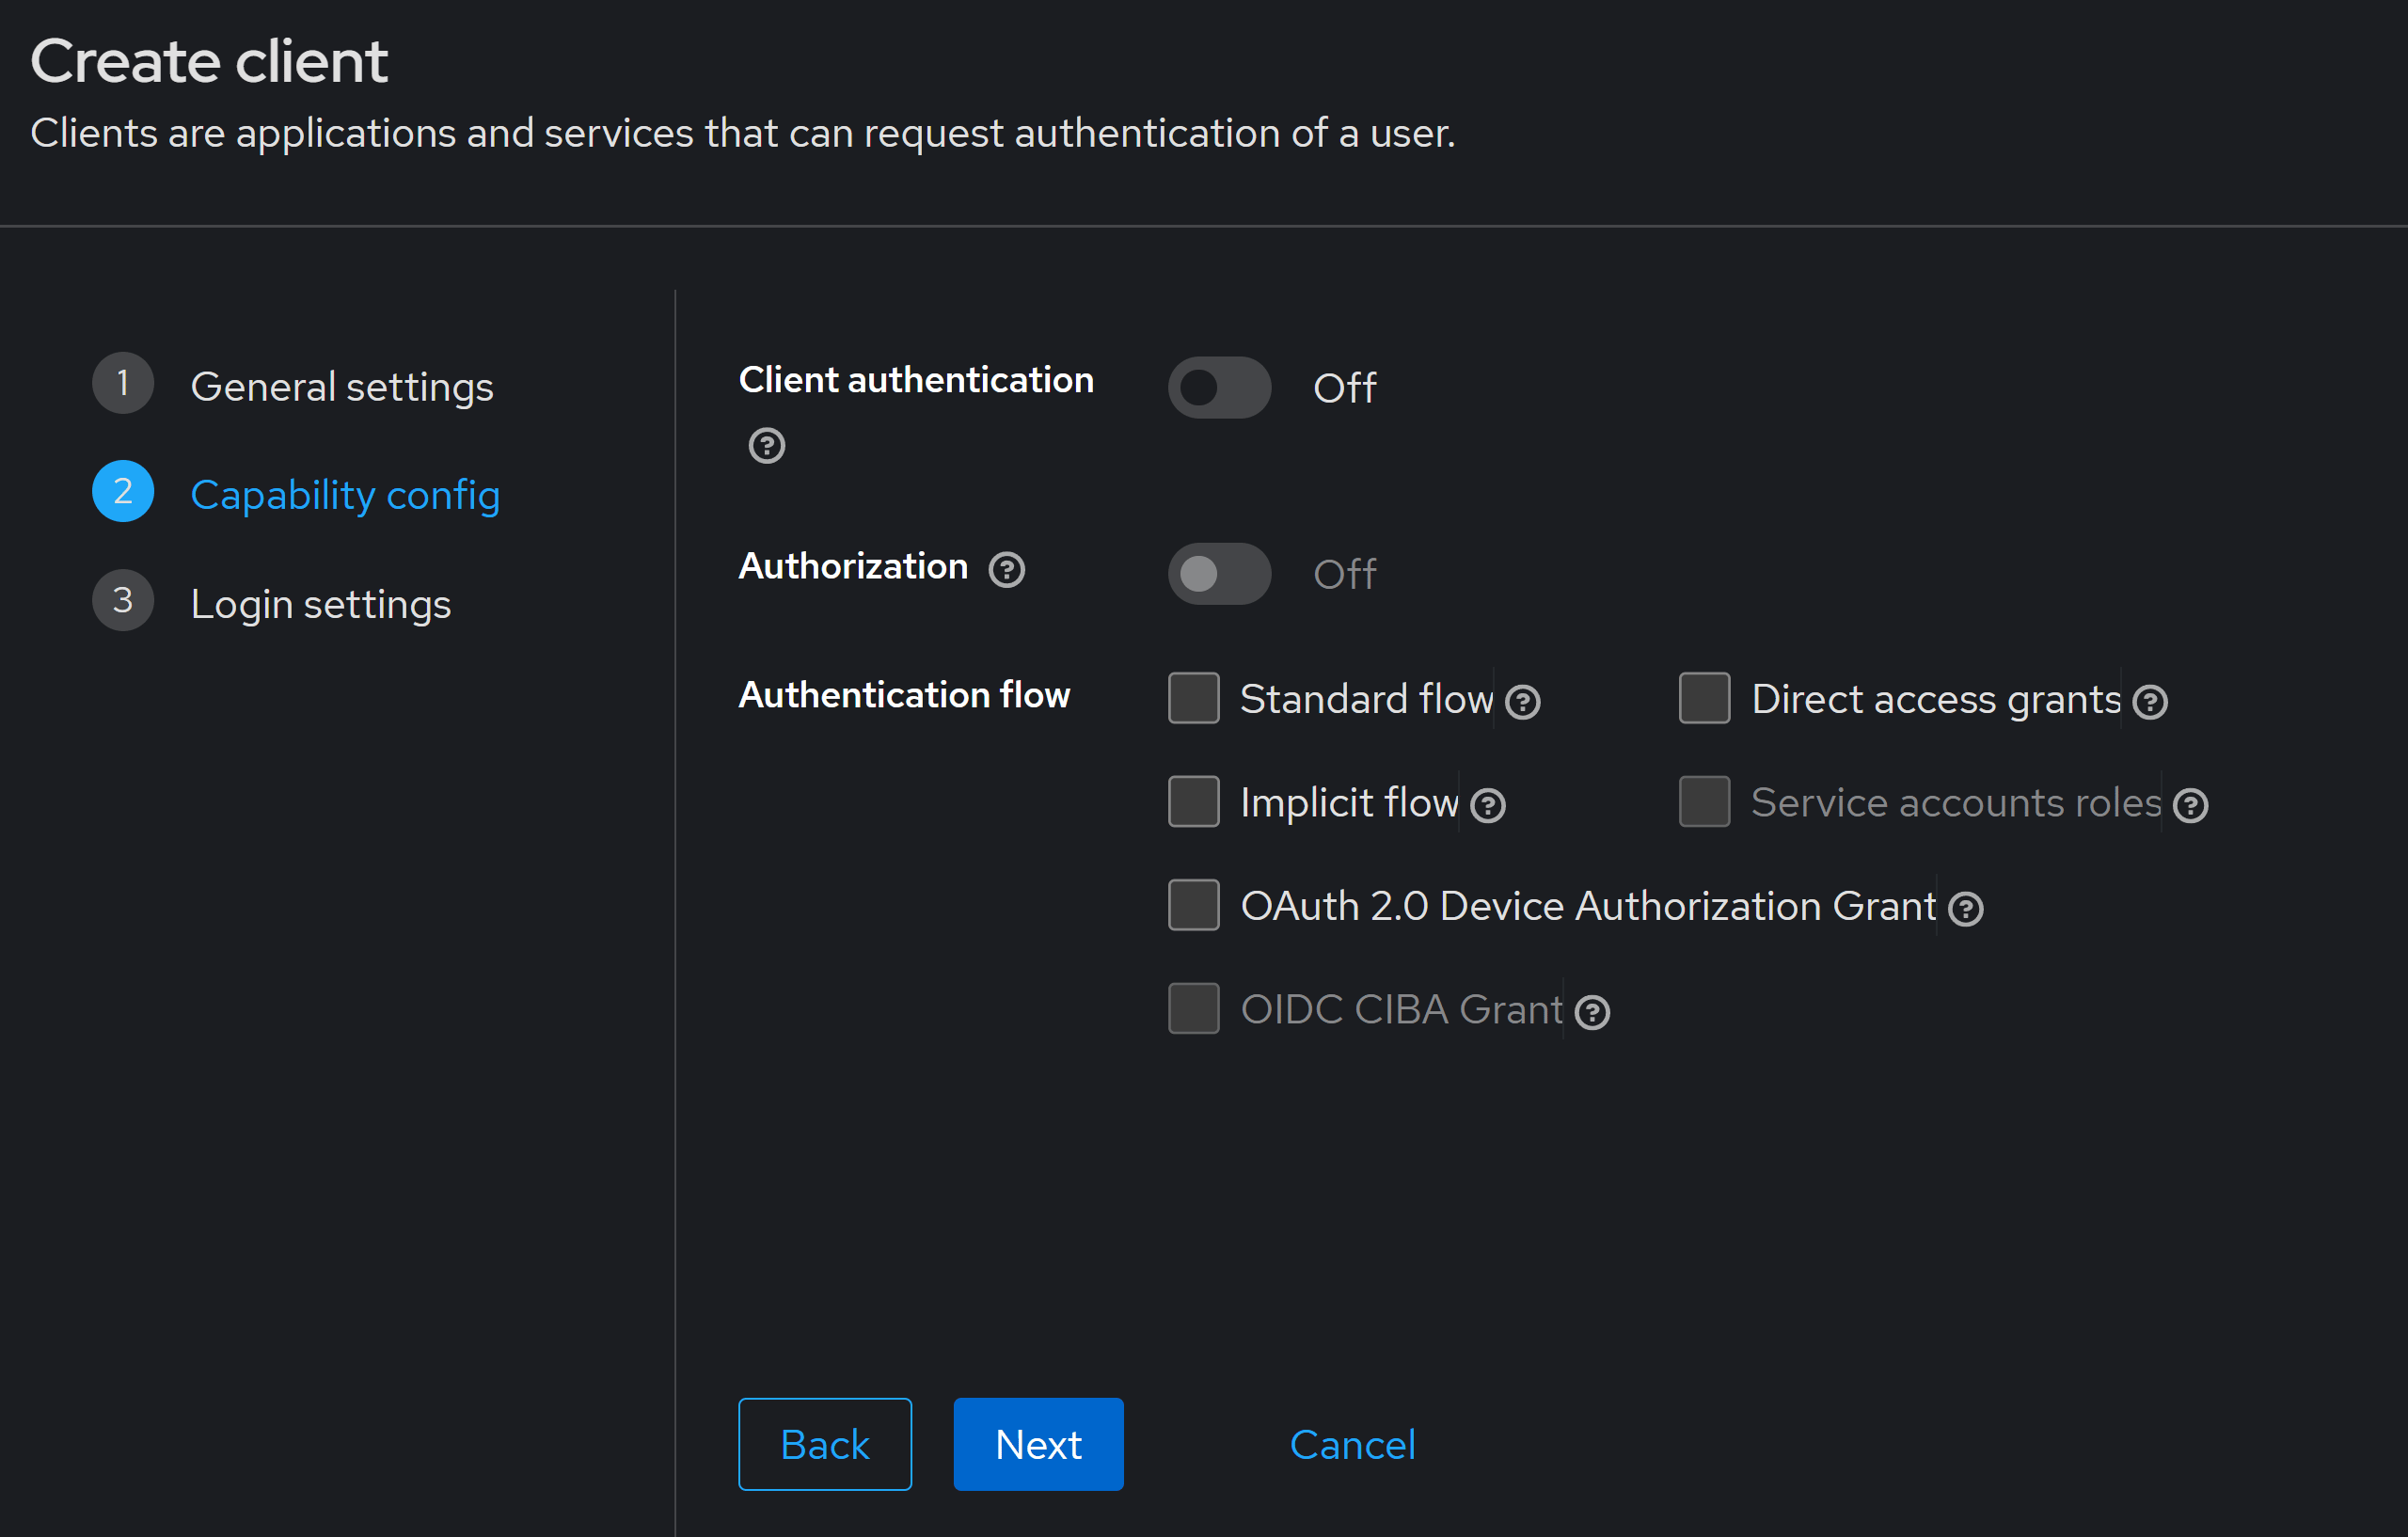 Create client
Clients are applications and services that can request authentication of a user.
1 General settings
2 Capability config
3 Login settings
Client authentication ? Off
Authorization ? Off
Authentication flow
Standard flow ? Direct access grants ?
Implicit flow ? Service accounts roles ?
OAuth 2.0 Device Authorization Grant ?
OIDC CIBA Grant ?
Back Next Cancel